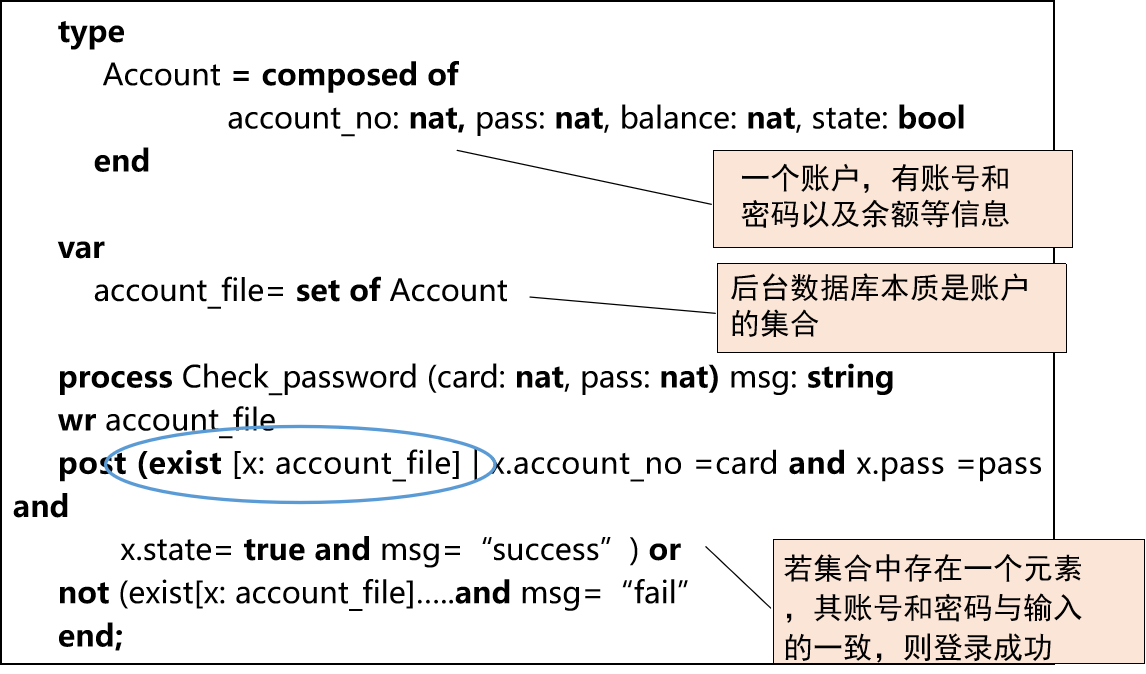 type
Account = composed of
account_no: nat, pass: nat, balance: nat, state: bool
end
一个账户，有账号和
密码以及余额等信息
var
account_file= set of Account
后台数据库本质是账户
的集合
process Check_password (card: nat, pass: nat) msg: string
wr account_file
post (exist [x: account_file] | x.account_no =card and x.pass =pass
and
x.state= true and msg=“success”) or
not (exist[x: account_file]…..and msg=“fail”
end;
若集合中存在一个元素
，其账号和密码与输入
的一致，则登录成功